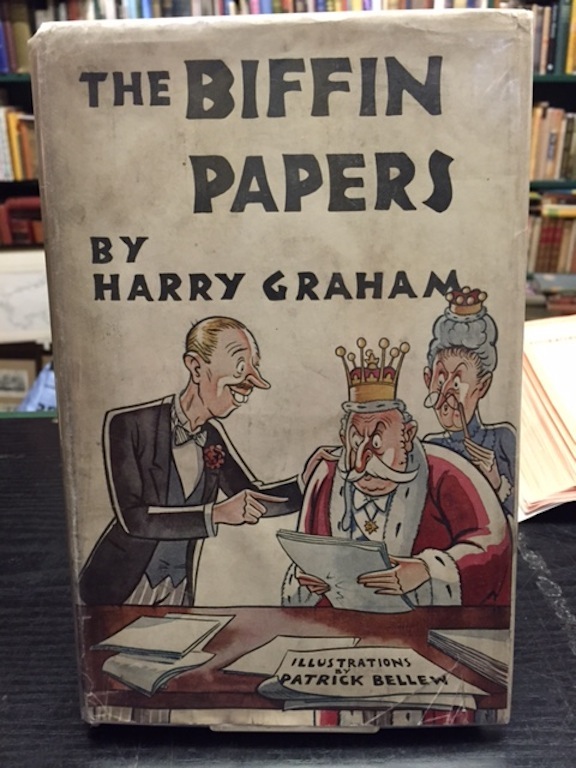 THE BIFFIN
PAPERS
BY
HARRY GRAHAM
ILLUSTRATIONS
BY
PATRICK BELLEW